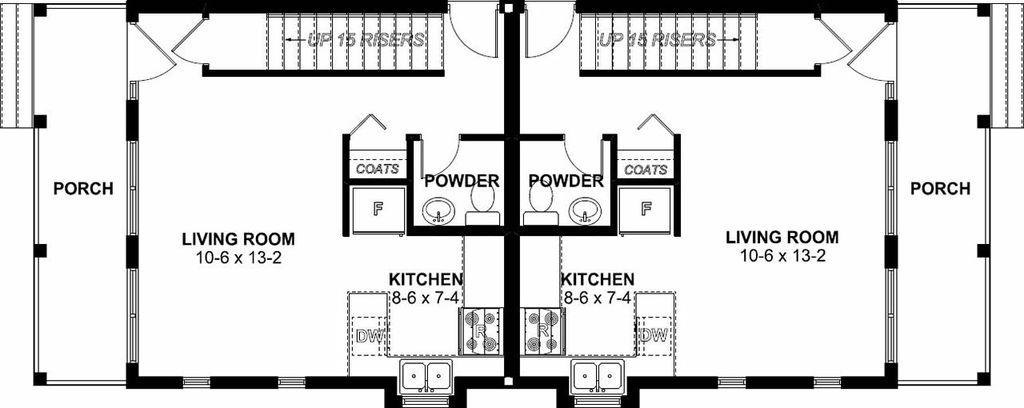 UP 15 RISERS
UP 15 RISERS
COATS
COATS
PORCH
POWDER
POWDER
PORCH
F
F
LIVING ROOM
10-6 x 13-2
LIVING ROOM
10-6 x 13-2
KITCHEN
8-6 x 7-4
KITCHEN
8-6 x 7-4
DW
R
R
DW